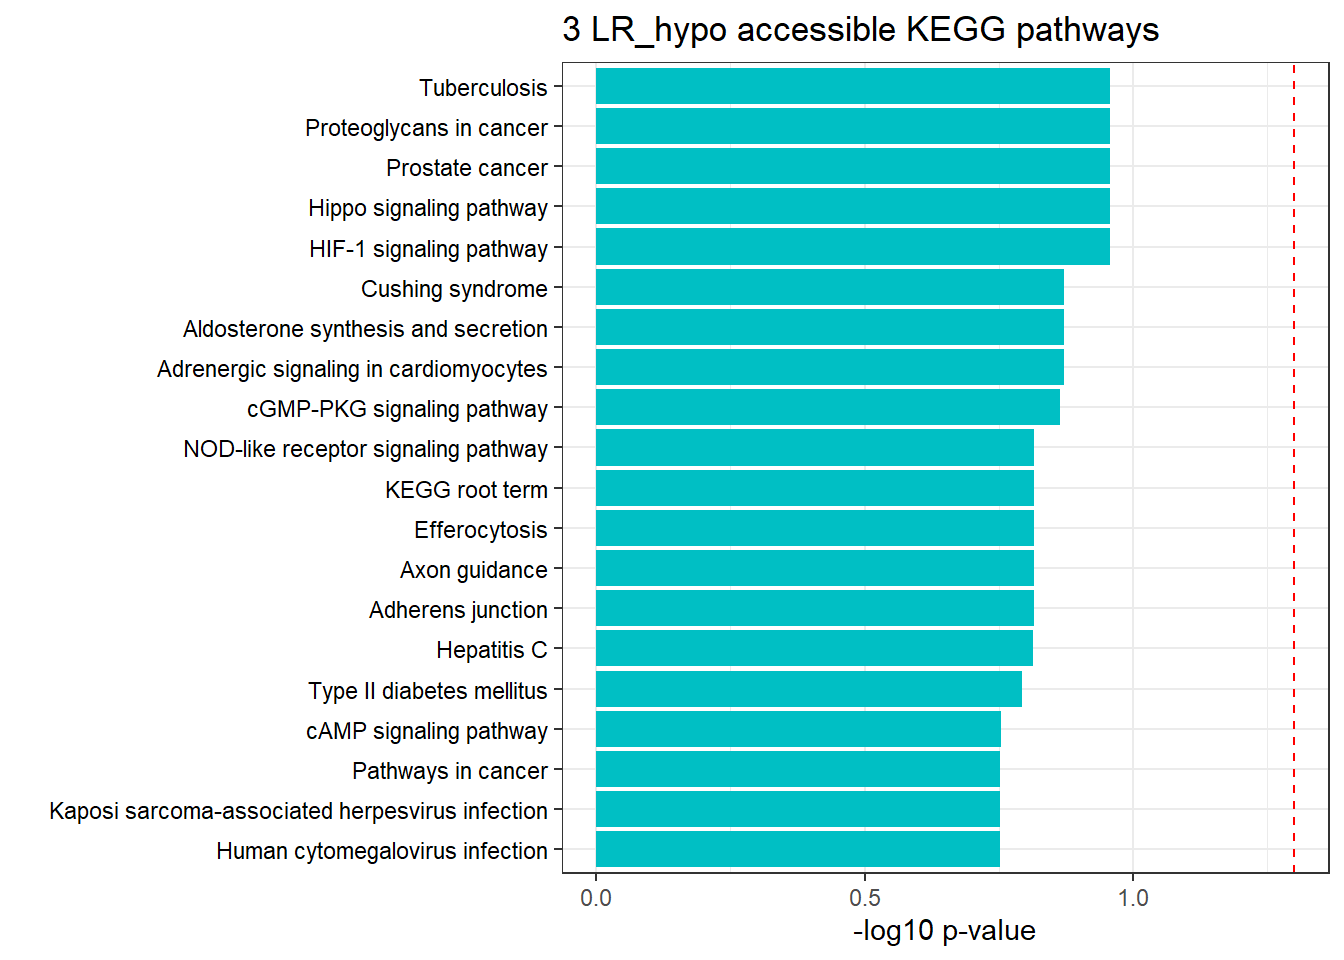 3 LR_hypo accessible KEGG pathways
Tuberculosis
Proteoglycans in cancer
Prostate cancer
Hippo signaling pathway
HIF-1 signaling pathway
Cushing syndrome
Aldosterone synthesis and secretion
Adrenergic signaling in cardiomyocytes
cGMP-PKG signaling pathway
NOD-like receptor signaling pathway
KEGG root term
Efferocytosis
Axon guidance
Adherens junction
Hepatitis C
Type II diabetes mellitus
cAMP signaling pathway
Pathways in cancer
Kaposi sarcoma-associated herpesvirus infection
Human cytomegalovirus infection
0.0 0.5 1.0
-log10 p-value